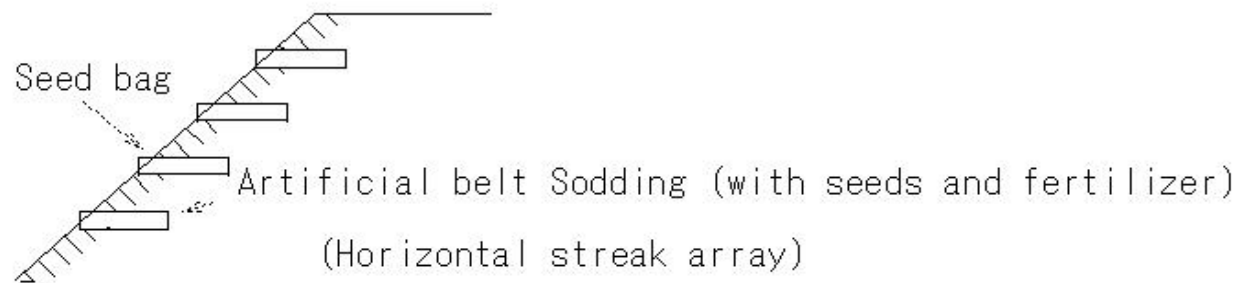 Seed bag
Artificial belt Sodding (with seeds and fertilizer)
(Horizontal streak array)